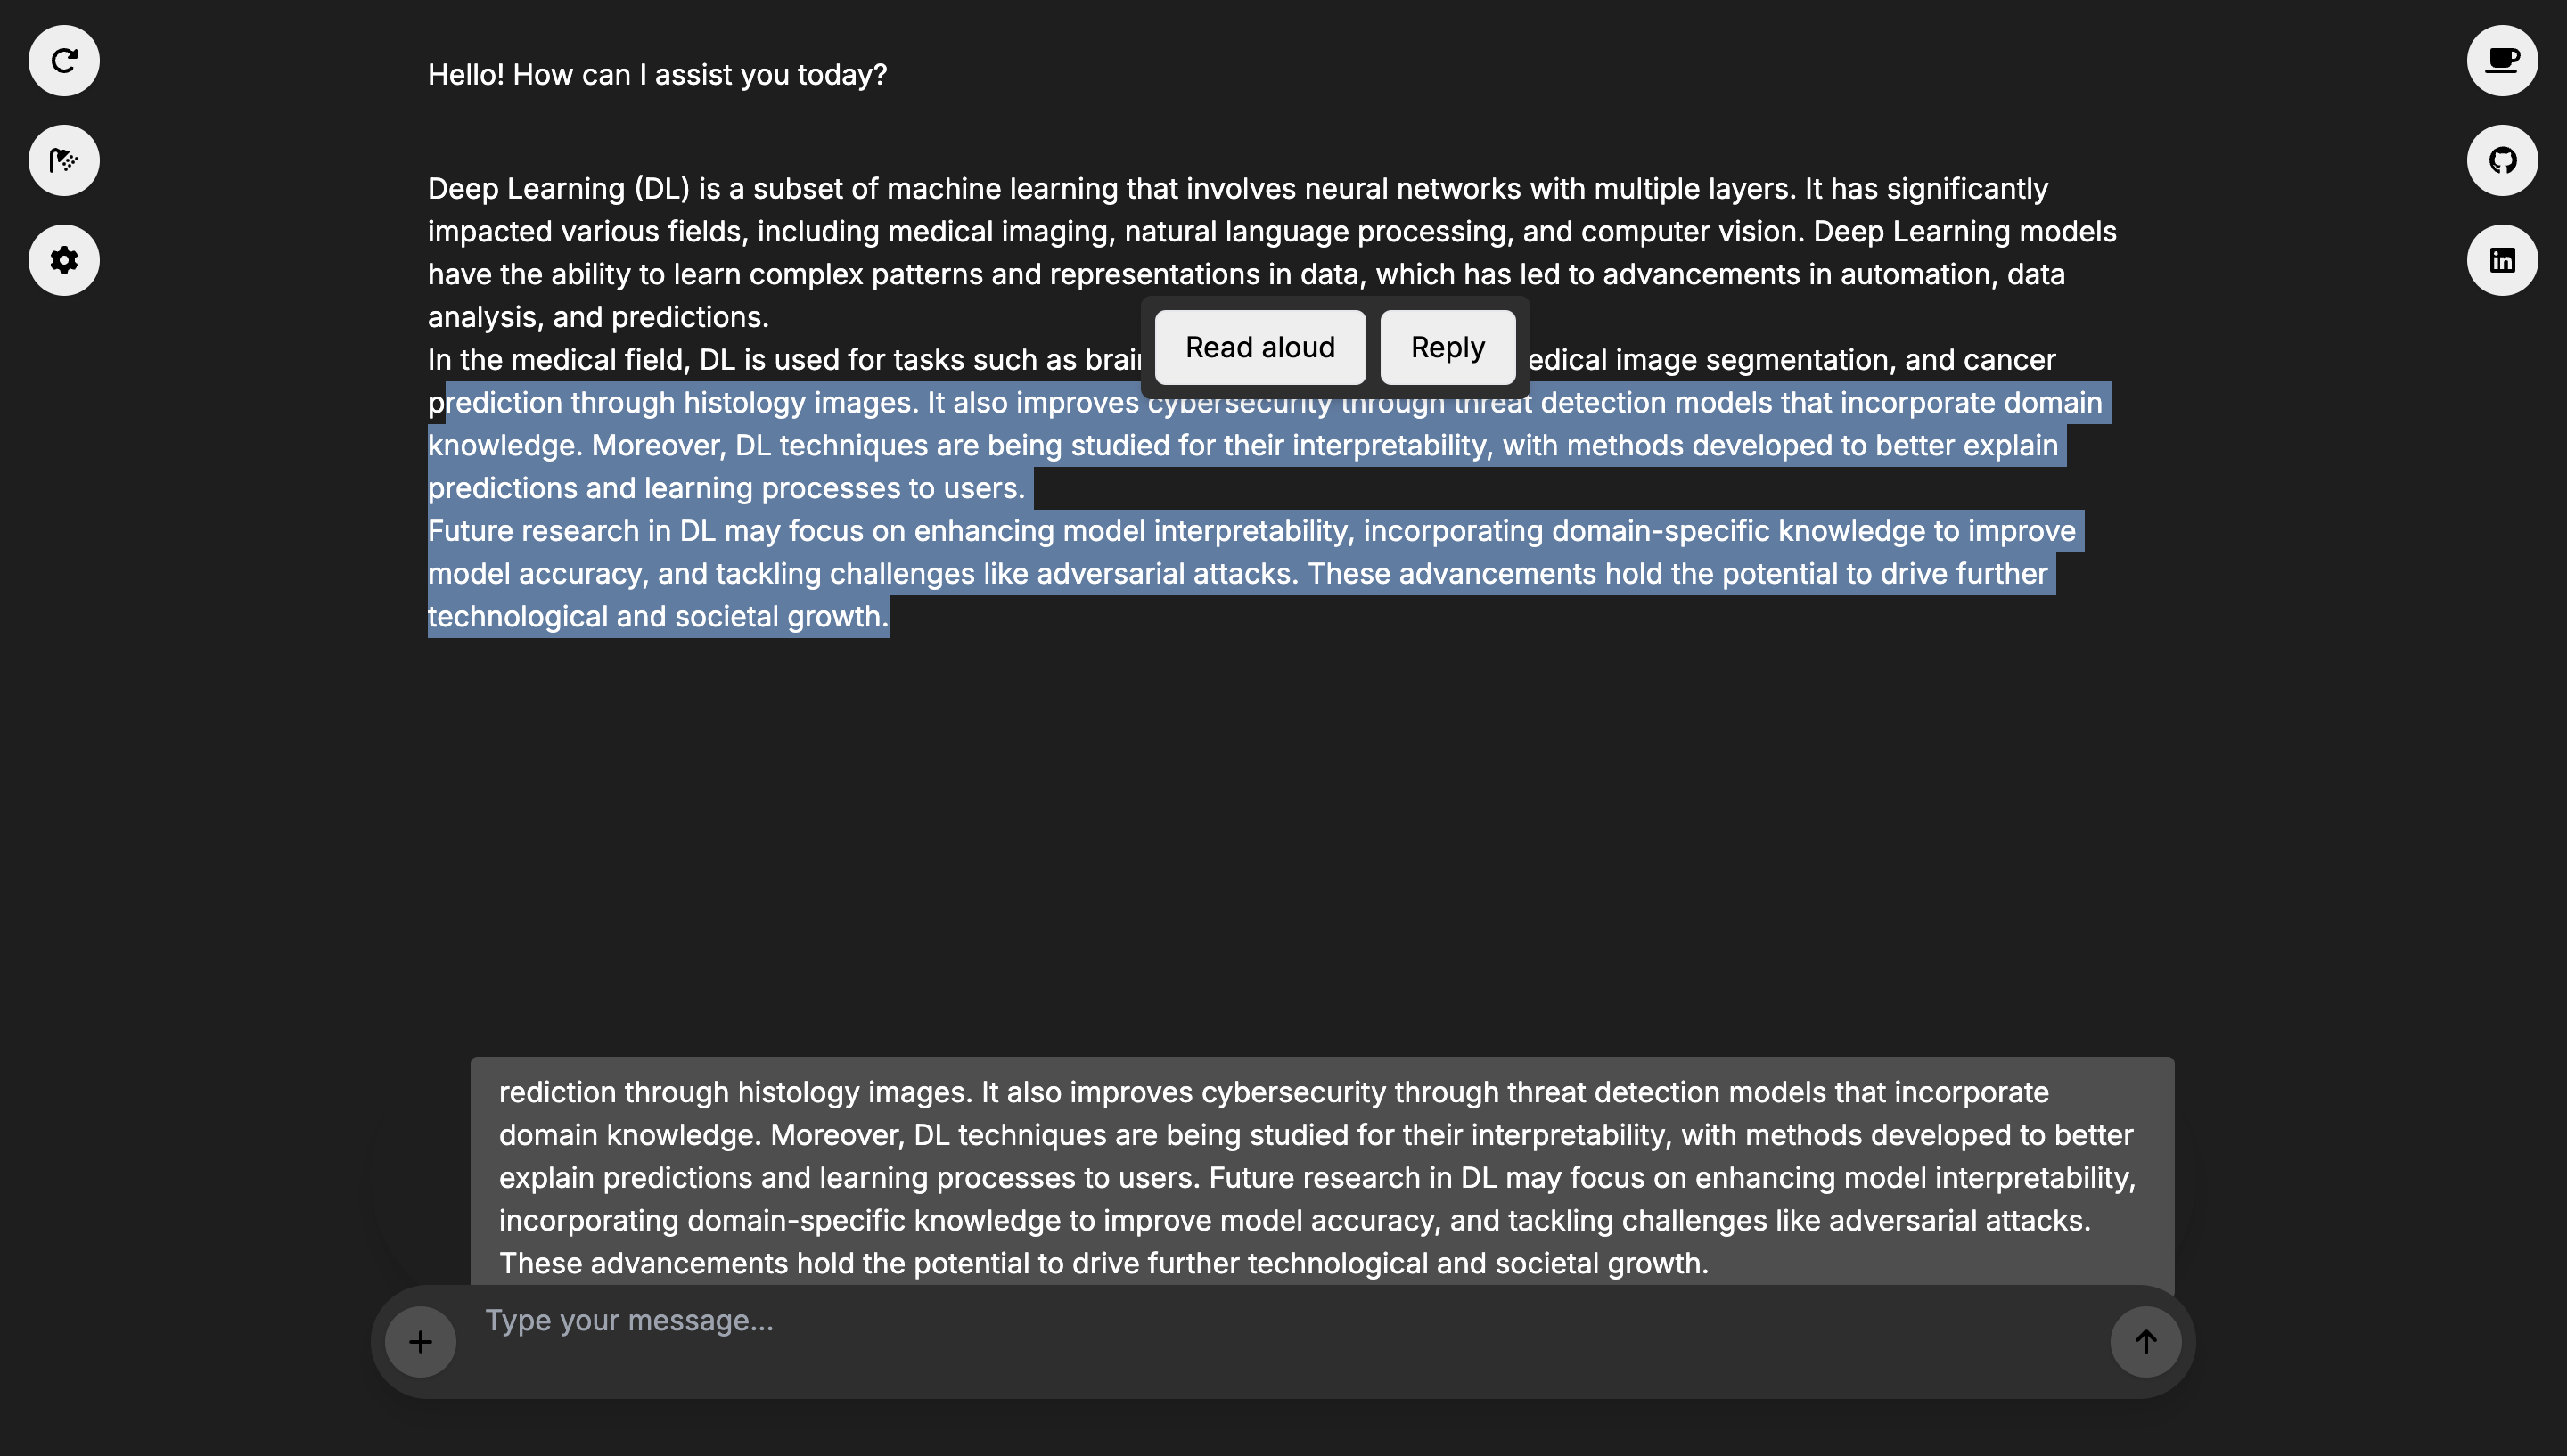 Hello! How can I assist you today?
Deep Learning (DL) is a subset of machine learning that involves neural networks with multiple layers. It has significantly
impacted various fields, including medical imaging, natural language processing, and computer vision. Deep Learning models
have the ability to learn complex patterns and representations in data, which has led to advancements in automation, data
analysis, and predictions.
Read aloud Reply
In the medical field, DL is used for tasks such as brain edical image segmentation, and cancer
prediction through histology images. It also improves cybersecurity through threat detection models that incorporate domain
knowledge. Moreover, DL techniques are being studied for their interpretability, with methods developed to better explain
predictions and learning processes to users.
Future research in DL may focus on enhancing model interpretability, incorporating domain-specific knowledge to improve
model accuracy, and tackling challenges like adversarial attacks. These advancements hold the potential to drive further
technological and societal growth.
rediction through histology images. It also improves cybersecurity through threat detection models that incorporate
domain knowledge. Moreover, DL techniques are being studied for their interpretability, with methods developed to better
explain predictions and learning processes to users. Future research in DL may focus on enhancing model interpretability,
incorporating domain-specific knowledge to improve model accuracy, and tackling challenges like adversarial attacks.
These advancements hold the potential to drive further technological and societal growth.
Type your message...